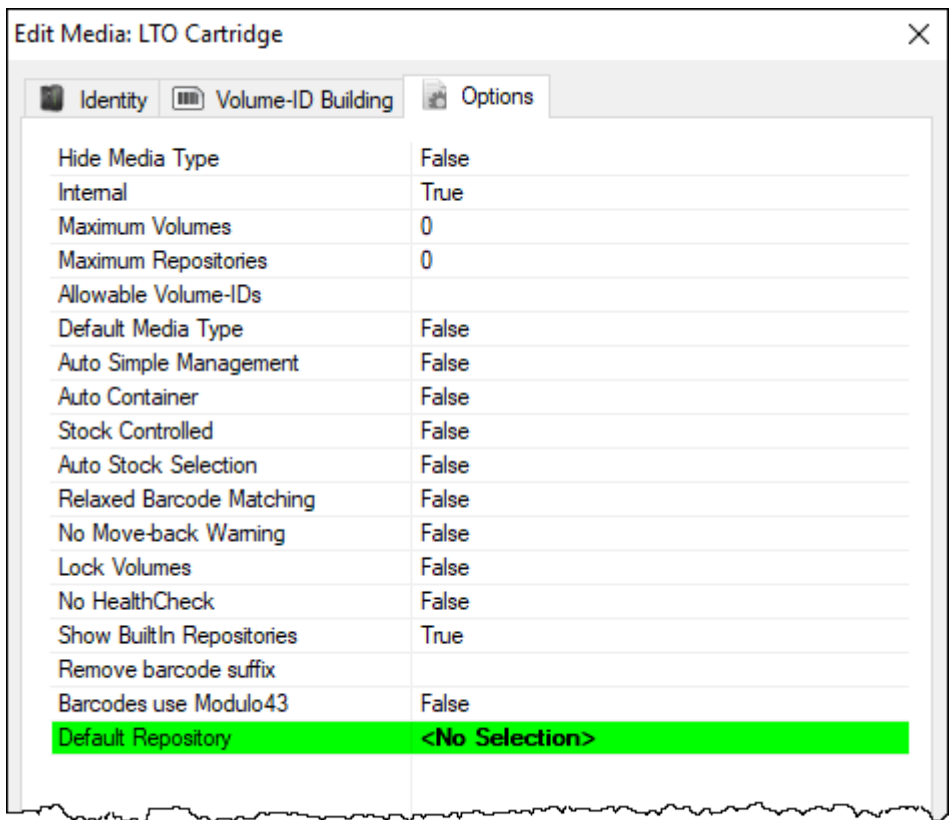 Edit Media: LTO Cartridge
Identity Volume-ID Building Options
Hide Media Type False
Internal True
Maximum Volumes 0
Maximum Repositories 0
Allowable Volume-IDs
Default Media Type False
Auto Simple Management False
Auto Container False
Stock Controlled False
Auto Stock Selection False
Relaxed Barcode Matching False
No Move-back Warning False
Lock Volumes False
No HealthCheck False
Show BuiltIn Repositories True
Remove barcode suffix
Barcodes use Modulo43 False
Default Repository <No Selection>